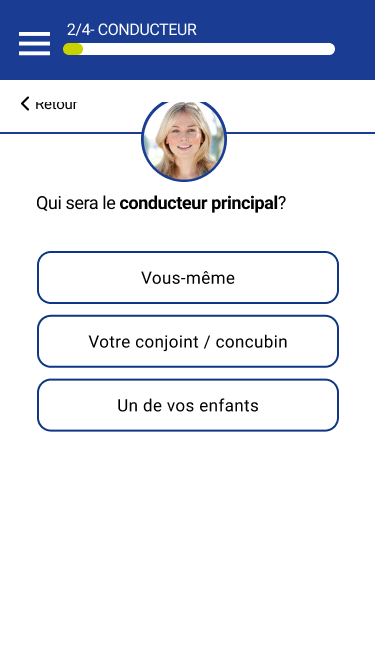 2/4- CONDUCTEUR
Retour
Qui sera le conducteur principal?
Vous-même
Votre conjoint / concubin
Un de vos enfants